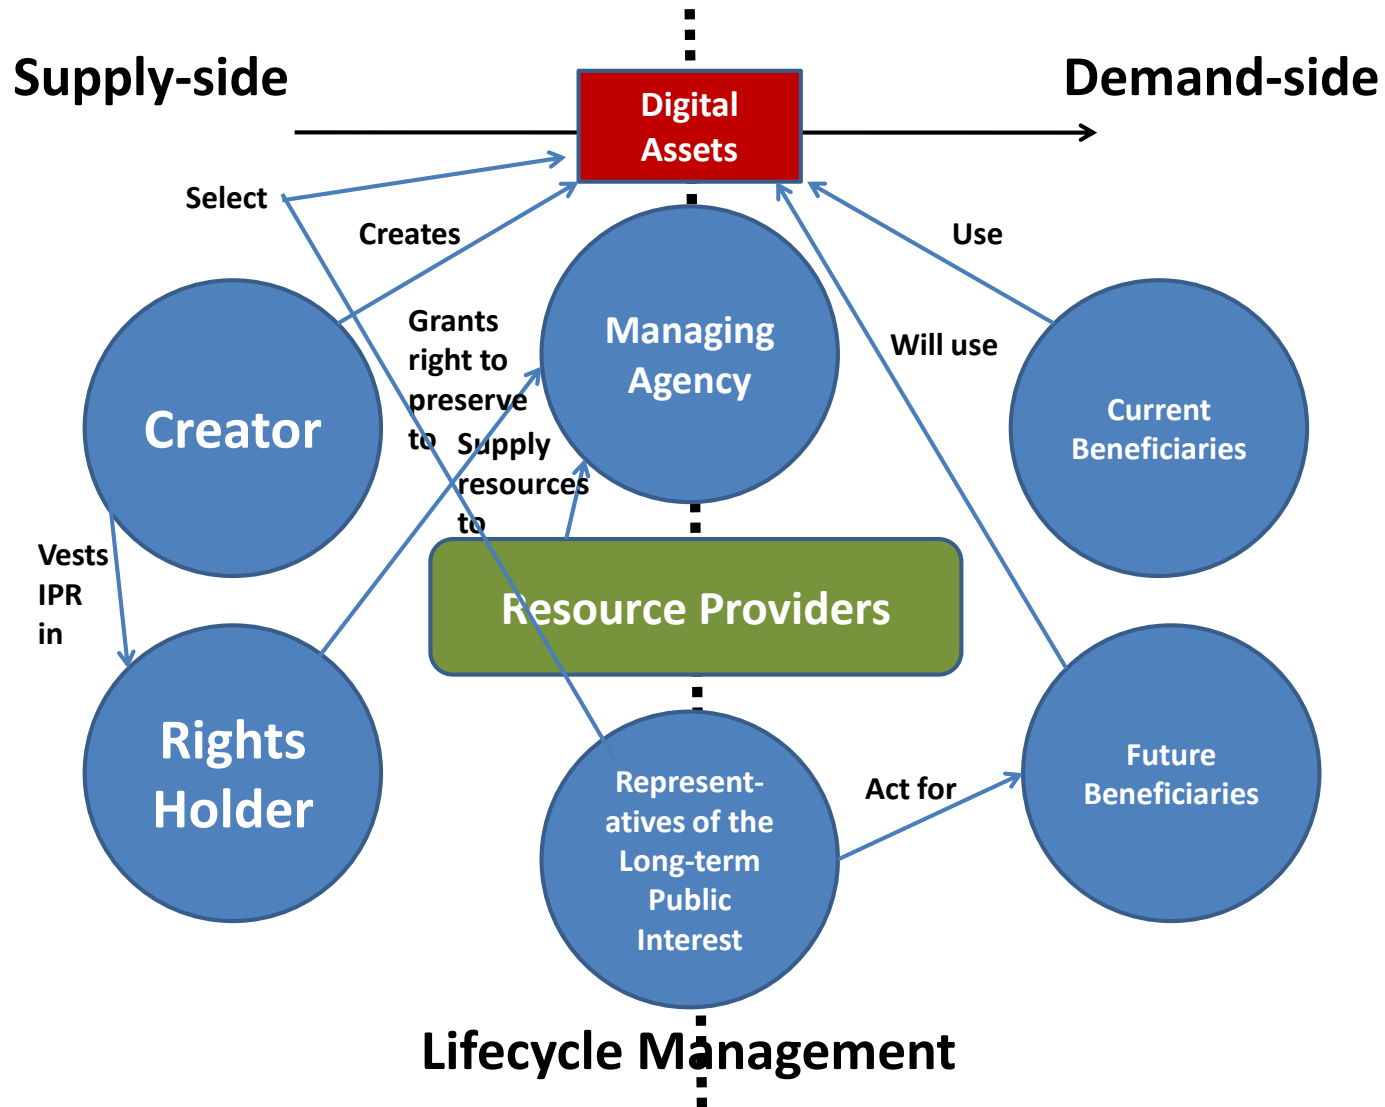 Supply-side
Digital
Assets
Demand-side
Select
Creates
Use
Grants
right to
preserve
to
Managing
Agency
Will use
Creator
Supply
resources
to
Current
Beneficiaries
Vests
IPR
in
Resource Providers
Rights
Holder
Represent-
atives of the
Long-term
Public
Interest
Act for
Future
Beneficiaries
Lifecycle Management